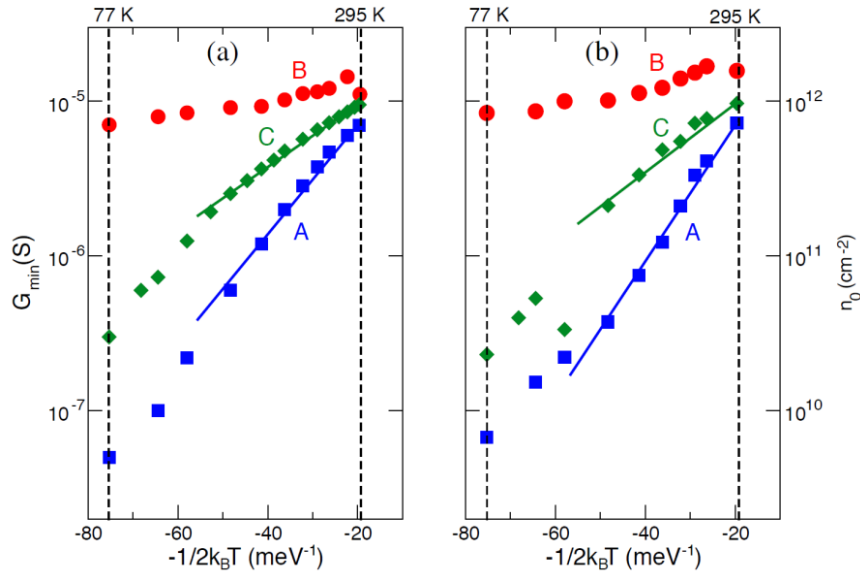 77 K 295 K 77 K 295 K
(a) (b)
B B
10⁻⁵ C C 10¹²
A A
10⁻⁶ 10¹¹
10⁻⁷ 10¹⁰
G_min(S) n₀ (cm⁻²)
-80 -60 -40 -20 -80 -60 -40 -20
-1/2k_BT (meV⁻¹) -1/2k_BT (meV⁻¹)